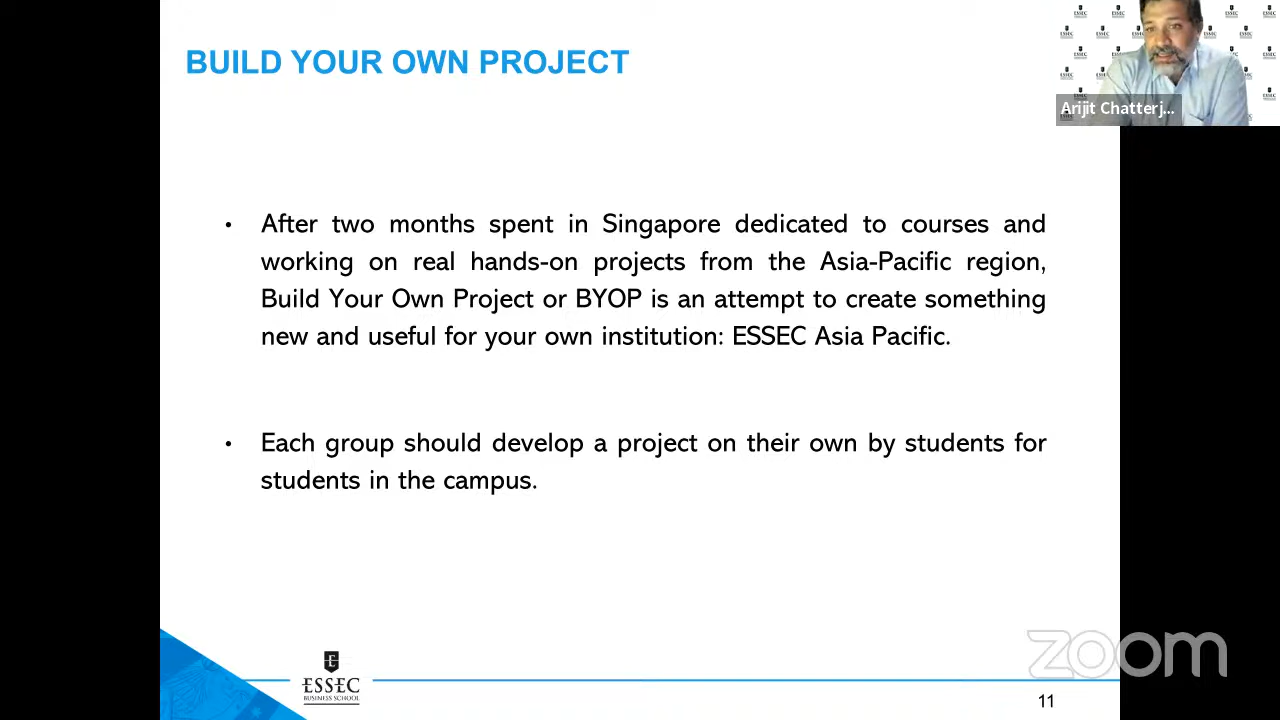 BUILD YOUR OWN PROJECT
Arijit Chatterj...
• After two months spent in Singapore dedicated to courses and
working on real hands-on projects from the Asia-Pacific region,
Build Your Own Project or BYOP is an attempt to create something
new and useful for your own institution: ESSEC Asia Pacific.
• Each group should develop a project on their own by students for
students in the campus.
ESSEC
BUSINESS SCHOOL
zoom
11